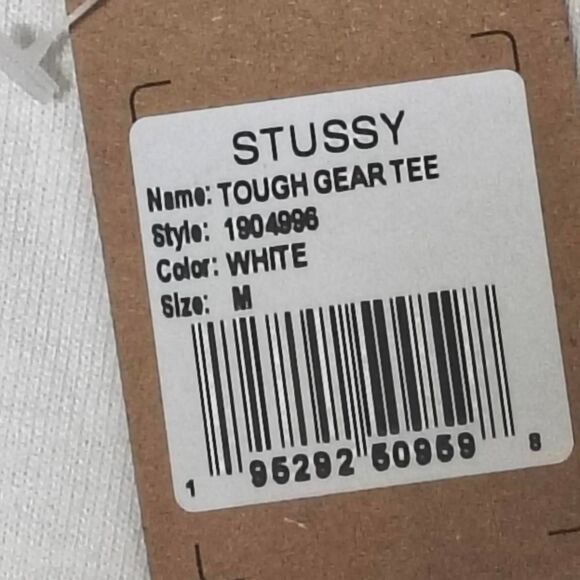 STUSSY
Name: TOUGH GEAR TEE
Style: 1904996
Color: WHITE
Size: M
1 95292 50959 8